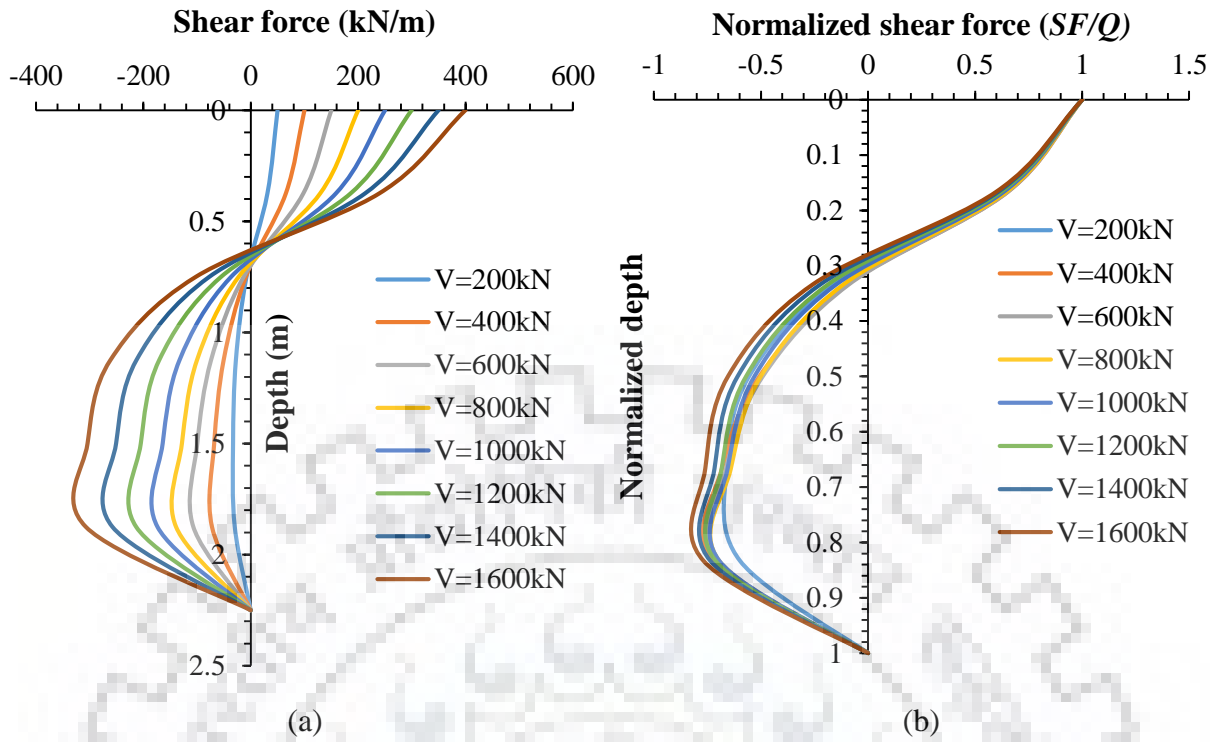 Shear force (kN/m)
-400 -200 0 200 400 600
0
0.5
1
1.5
2
2.5
Depth (m)
V=200kN
V=400kN
V=600kN
V=800kN
V=1000kN
V=1200kN
V=1400kN
V=1600kN
(a)
Normalized shear force (SF/Q)
-1 -0.5 0 0.5 1 1.5
0
0.1
0.2
0.3
0.4
0.5
0.6
0.7
0.8
0.9
1
Normalized depth
V=200kN
V=400kN
V=600kN
V=800kN
V=1000kN
V=1200kN
V=1400kN
V=1600kN
(b)